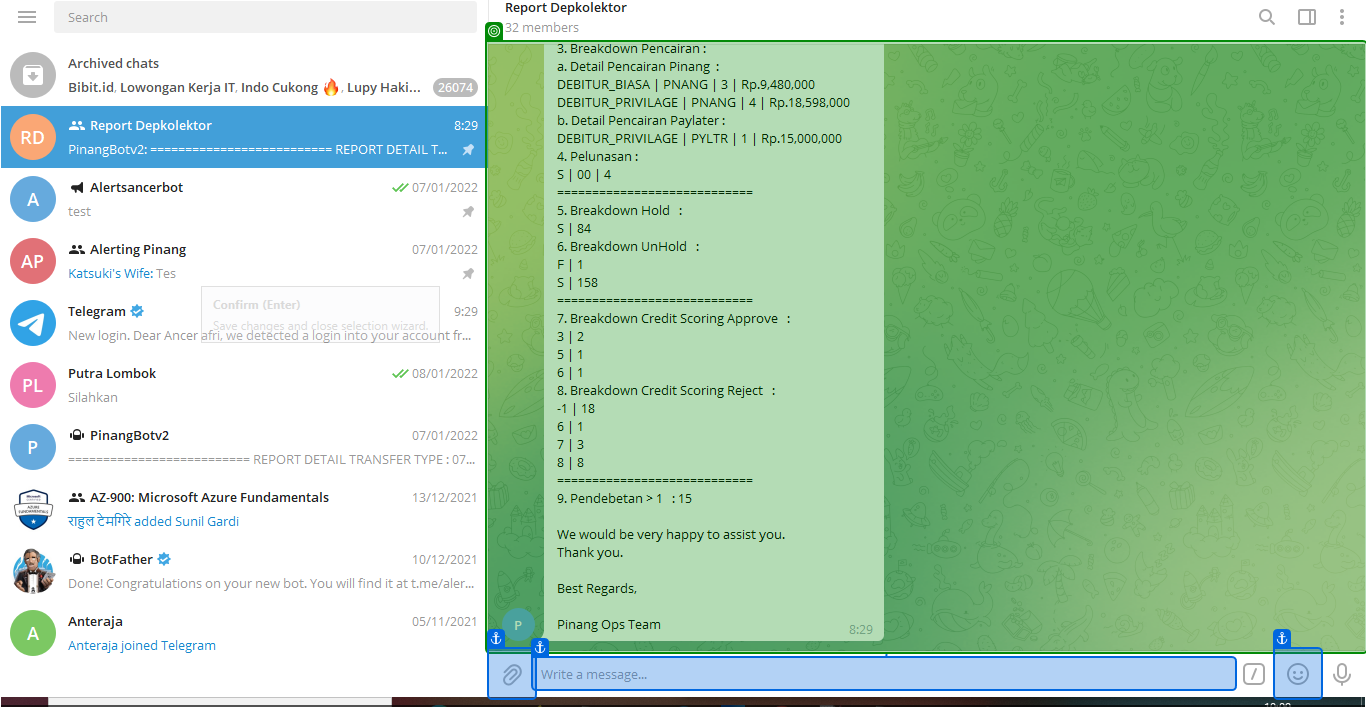 Search
Archived chats
Bibit.id, Lowongan Kerja IT, Indo Cukong 🔥, Lupy Haki...
26074
RD
Report Depkolektor
8:29
PinangBotv2: ========================== REPORT DETAIL T...
A
Alertsancerbot
07/01/2022
test
AP
Alerting Pinang
07/01/2022
Katsuki's Wife: Tes
Confirm (Enter)
Save changes and close selection wizard.
Telegram
9:29
New login. Dear Ancer afri, we detected a login into your account fr...
PL
Putra Lombok
08/01/2022
Silahkan
P
PinangBotv2
07/01/2022
========================== REPORT DETAIL TRANSFER TYPE : 07...
AZ-900: Microsoft Azure Fundamentals
13/12/2021
राहुल टेमगिरे added Sunil Gardi
BotFather
10/12/2021
Done! Congratulations on your new bot. You will find it at t.me/aler...
A
Anteraja
05/11/2021
Anteraja joined Telegram
Report Depkolektor
32 members
3. Breakdown Pencairan :
a. Detail Pencairan Pinang :
DEBITUR_BIASA | PNANG | 3 | Rp.9,480,000
DEBITUR_PRIVILAGE | PNANG | 4 | Rp.18,598,000
b. Detail Pencairan Paylater :
DEBITUR_PRIVILAGE | PYLTR | 1 | Rp.15,000,000
4. Pelunasan :
S | 00 | 4
============================
5. Breakdown Hold :
S | 84
6. Breakdown UnHold :
F | 1
S | 158
============================
7. Breakdown Credit Scoring Approve :
3 | 2
5 | 1
6 | 1
8. Breakdown Credit Scoring Reject :
-1 | 18
6 | 1
7 | 3
8 | 8
============================
9. Pendebetan > 1 : 15
We would be very happy to assist you.
Thank you.
Best Regards,
Pinang Ops Team
8:29
P
Write a message...